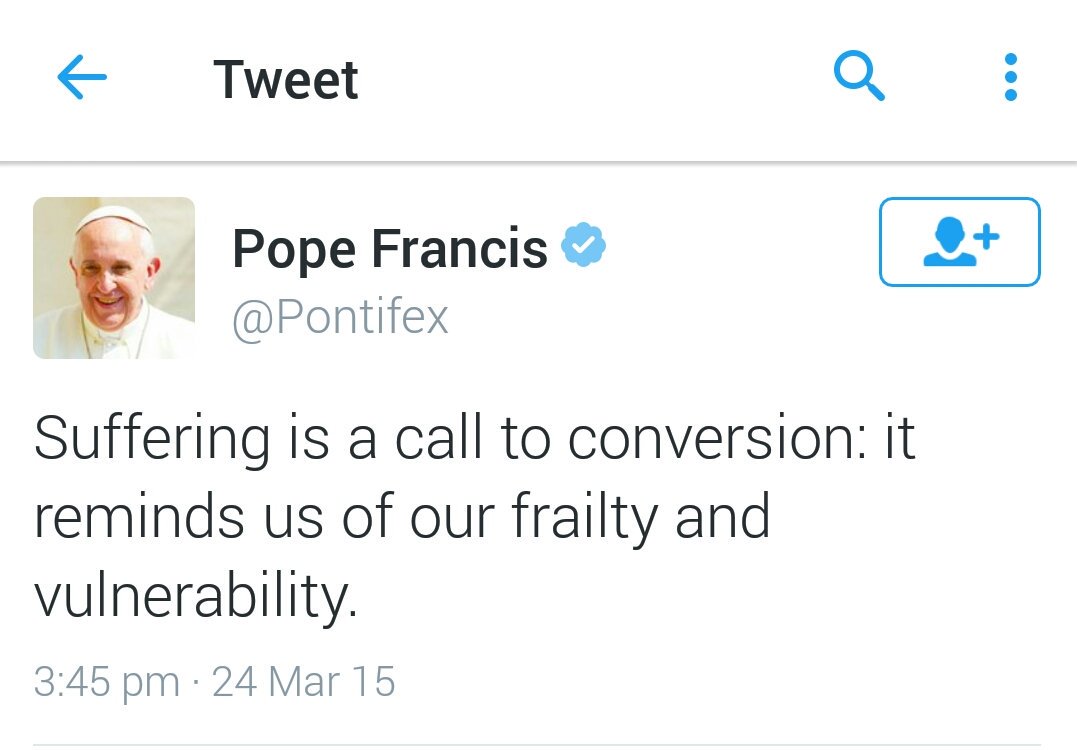 Tweet
Pope Francis
@Pontifex
Suffering is a call to conversion: it
reminds us of our frailty and
vulnerability.
3:45 pm · 24 Mar 15